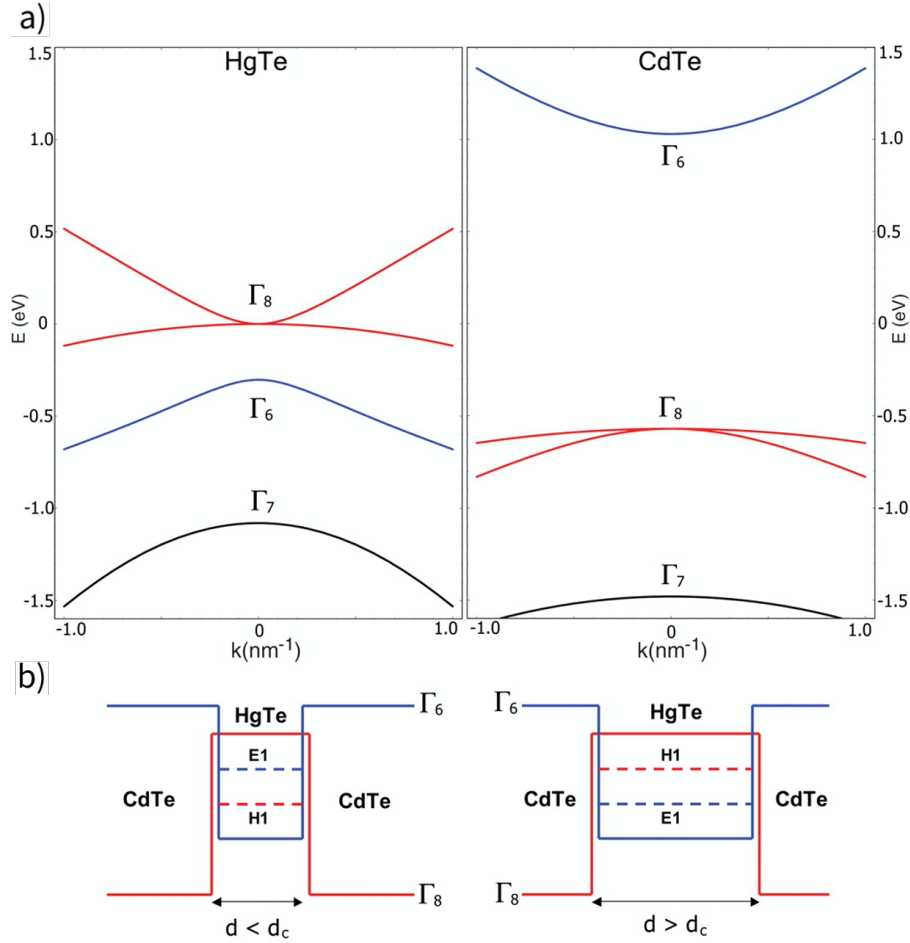 a)
HgTe CdTe
1.5 1.5
1.0 1.0
Γ6
0.5 0.5
Γ8
E (eV) 0 0 E (eV)
Γ6 Γ8
-0.5 -0.5
Γ7
-1.0 -1.0
Γ7
-1.5 -1.5
-1.0 0 1.0 -1.0 0 1.0
k(nm⁻¹) k(nm⁻¹)
b)
HgTe Γ6 Γ6 HgTe
E1 H1
CdTe CdTe CdTe CdTe
H1 E1
Γ8 Γ8
d < dc d > dc